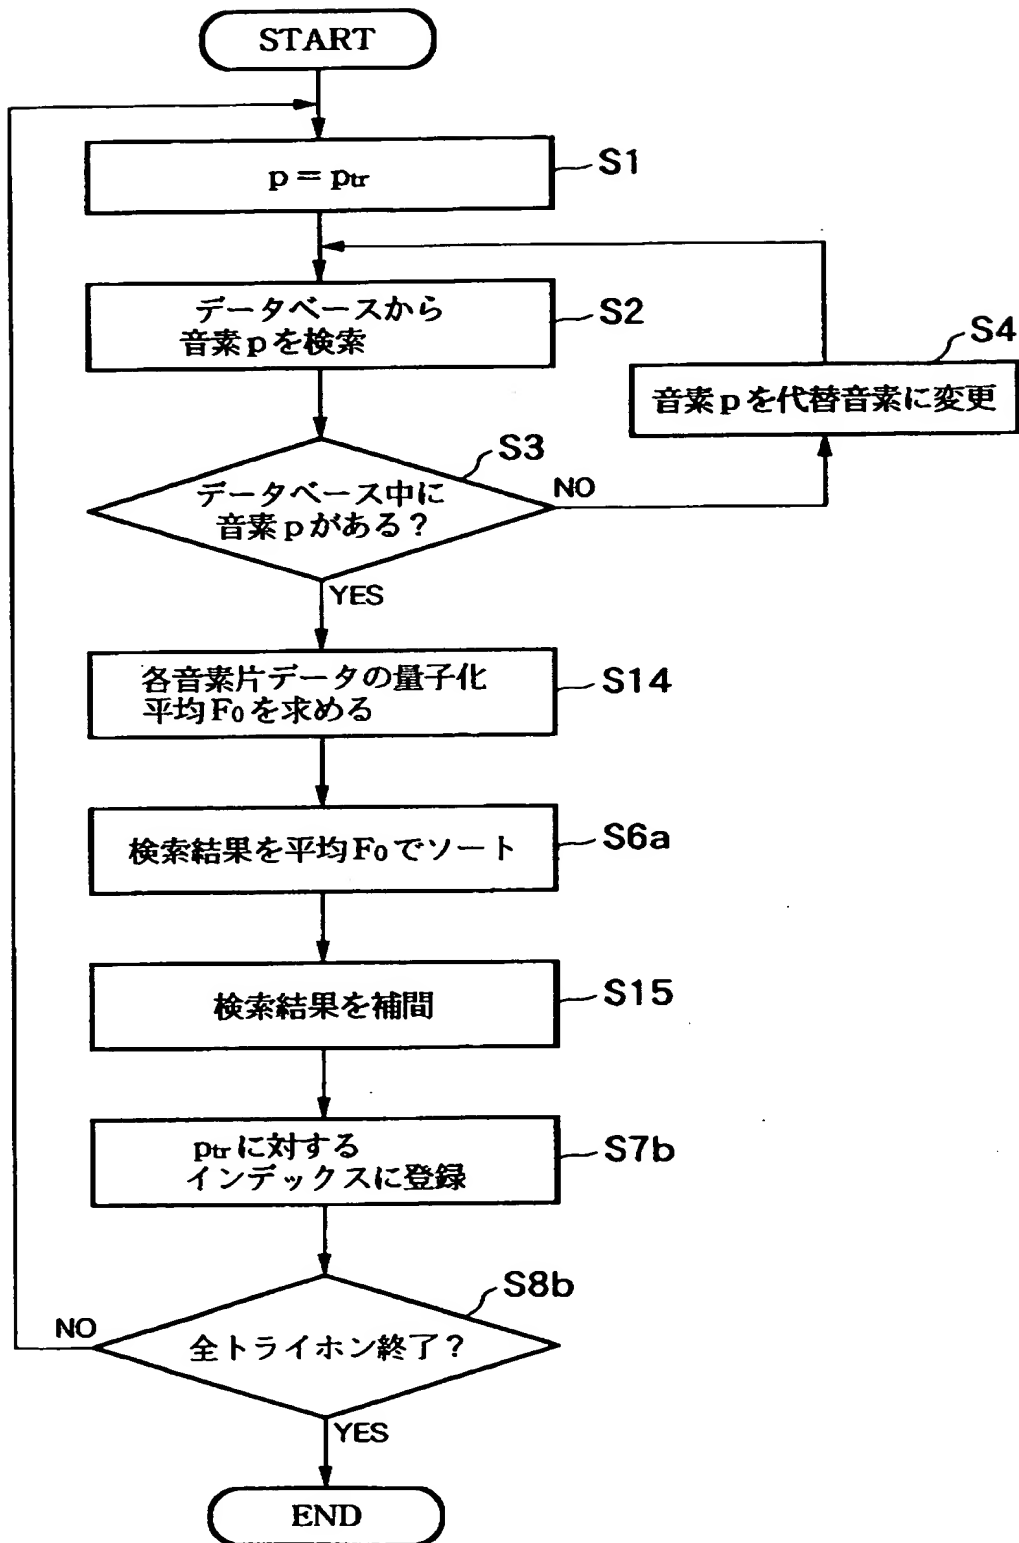 START
p = ptr
S1
データベースから
音素pを検索
S2
音素pを代替音素に変更
S4
データベース中に
音素pがある?
S3
NO
YES
各音素片データの量子化
平均F0を求める
S14
検索結果を平均F0でソート
S6a
検索結果を補間
S15
ptrに対する
インデックスに登録
S7b
全トライホン終了?
S8b
NO
YES
END